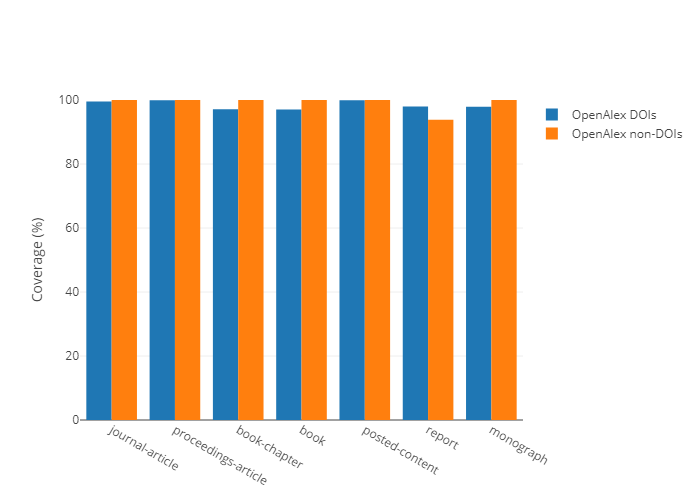 100
80
60
40
20
0
Coverage (%)
journal-article
proceedings-article
book-chapter
book
posted-content
report
monograph
OpenAlex DOIs
OpenAlex non-DOIs